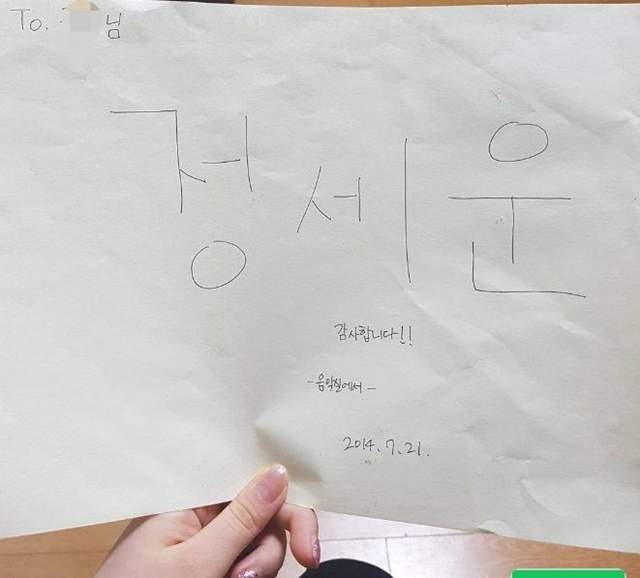 To. 님
정세운
감사합니다!!
-음악실에서-
2014.7.21.